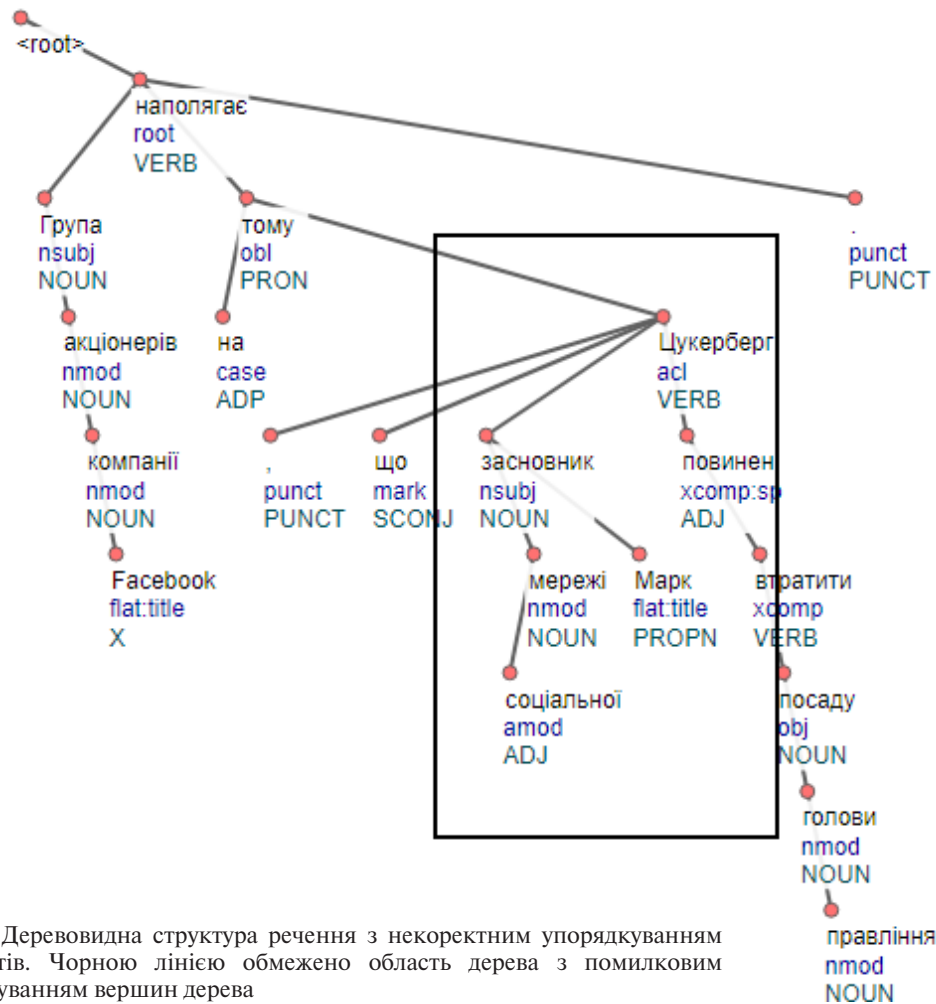 <root>
наполягає
root
VERB
Група
nsubj
NOUN
тому
obl
PRON
.
punct
PUNCT
акціонерів
nmod
NOUN
на
case
ADP
Цукерберг
acl
VERB
компанії
nmod
NOUN
,
punct
PUNCT
що
mark
SCONJ
засновник
nsubj
NOUN
повинен
xcomp:sp
ADJ
Facebook
flat:title
X
мережі
nmod
NOUN
Марк
flat:title
PROPN
втратити
xcomp
VERB
соціальної
amod
ADJ
посаду
obj
NOUN
голови
nmod
NOUN
правління
nmod
NOUN
Деревовидна структура речення з некоректним упорядкуванням
тів. Чорною лінією обмежено область дерева з помилковим
уванням вершин дерева